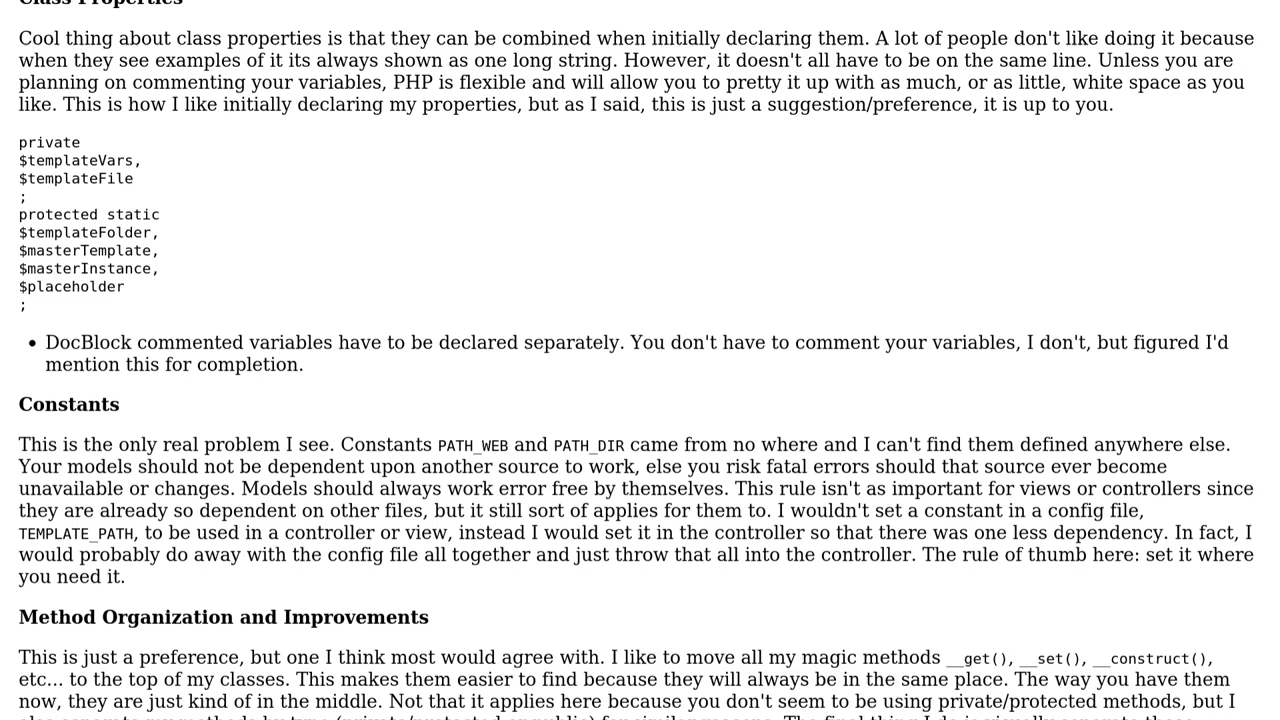 Class Properties
Cool thing about class properties is that they can be combined when initially declaring them. A lot of people don't like doing it because
when they see examples of it its always shown as one long string. However, it doesn't all have to be on the same line. Unless you are
planning on commenting your variables, PHP is flexible and will allow you to pretty it up with as much, or as little, white space as you
like. This is how I like initially declaring my properties, but as I said, this is just a suggestion/preference, it is up to you.
private
$templateVars,
$templateFile
;
protected static
$templateFolder,
$masterTemplate,
$masterInstance,
$placeholder
;
• DocBlock commented variables have to be declared separately. You don't have to comment your variables, I don't, but figured I'd
mention this for completion.
Constants
This is the only real problem I see. Constants PATH_WEB and PATH_DIR came from no where and I can't find them defined anywhere else.
Your models should not be dependent upon another source to work, else you risk fatal errors should that source ever become
unavailable or changes. Models should always work error free by themselves. This rule isn't as important for views or controllers since
they are already so dependent on other files, but it still sort of applies for them to. I wouldn't set a constant in a config file,
TEMPLATE_PATH, to be used in a controller or view, instead I would set it in the controller so that there was one less dependency. In fact, I
would probably do away with the config file all together and just throw that all into the controller. The rule of thumb here: set it where
you need it.
Method Organization and Improvements
This is just a preference, but one I think most would agree with. I like to move all my magic methods __get(), __set(), __construct(),
etc... to the top of my classes. This makes them easier to find because they will always be in the same place. The way you have them
now, they are just kind of in the middle. Not that it applies here because you don't seem to be using private/protected methods, but I